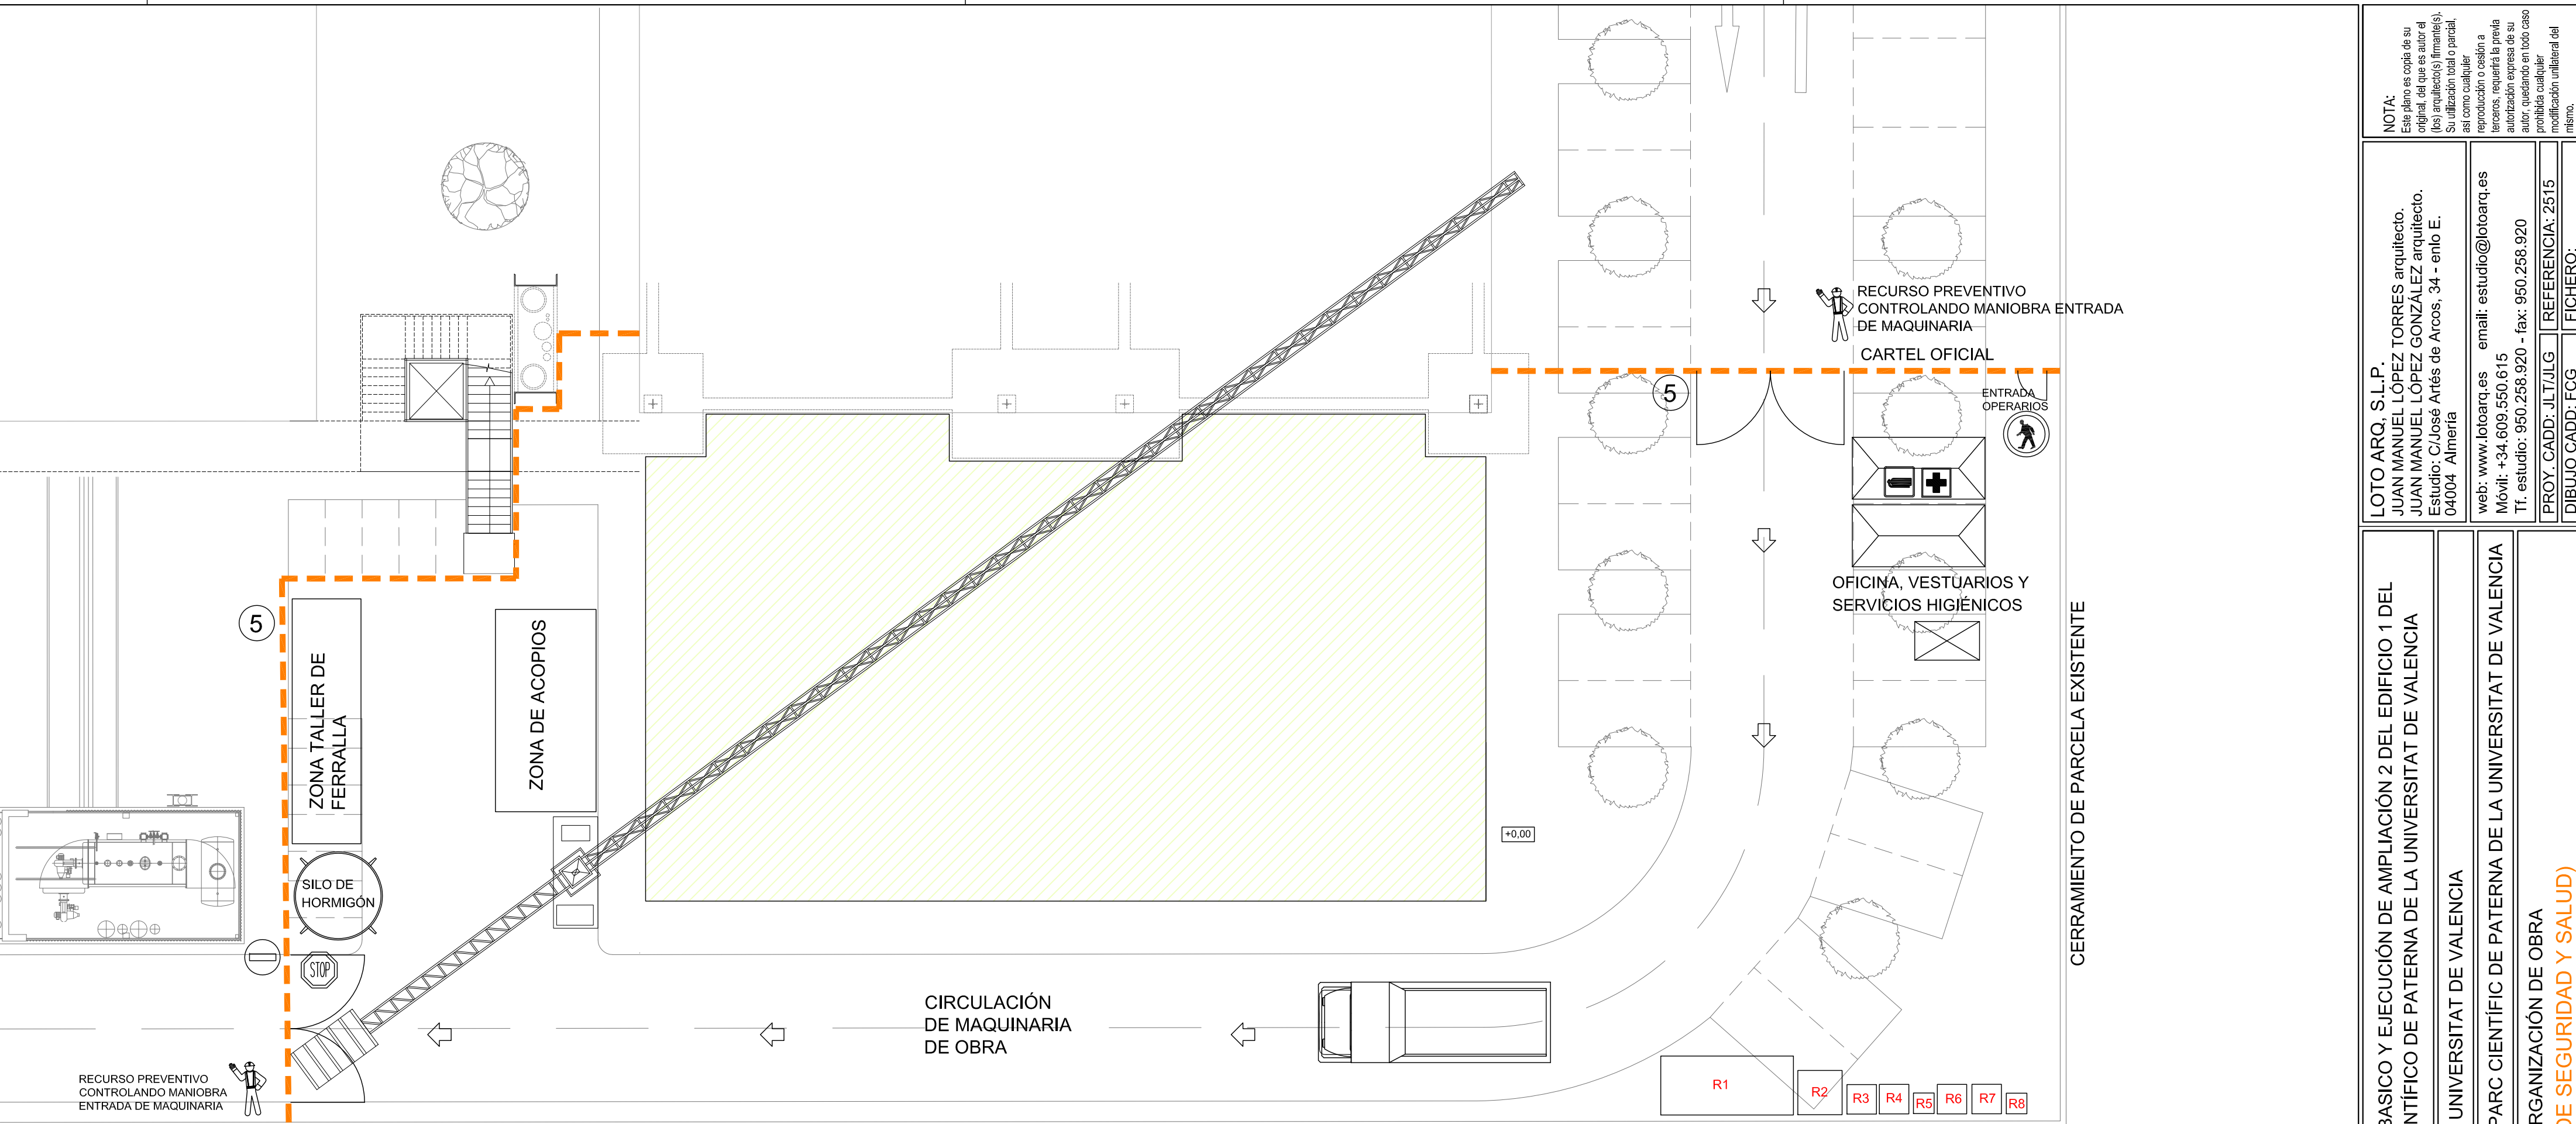 RECURSO PREVENTIVO
CONTROLANDO MANIOBRA ENTRADA
DE MAQUINARIA
CARTEL OFICIAL
5
ENTRADA
OPERARIOS
OFICINA, VESTUARIOS Y
SERVICIOS HIGIÉNICOS
CERRAMIENTO DE PARCELA EXISTENTE
5
ZONA TALLER DE
FERRALLA
ZONA DE ACOPIOS
SILO DE
HORMIGÓN
STOP
+0,00
CIRCULACIÓN
DE MAQUINARIA
DE OBRA
RECURSO PREVENTIVO
CONTROLANDO MANIOBRA
ENTRADA DE MAQUINARIA
R1
R2
R3
R4
R5
R6
R7
R8
NOTA:
Este plano es copia de su
original, del que es autor el
(los) arquitecto(s) firmante(s).
Su utilización total o parcial,
así como cualquier
reproducción o cesión a
terceros, requerirá la previa
autorización expresa de su
autor, quedando en todo caso
prohibida cualquier
modificación unilateral del
mismo.
LOTO ARQ, S.L.P.
JUAN MANUEL LÓPEZ TORRES arquitecto.
JUAN MANUEL LÓPEZ GONZÁLEZ arquitecto.
Estudio: C/José Artés de Arcos, 34 - enlo E.
04004 Almería
web: www.lotoarq.es email: estudio@lotoarq.es
Móvil: +34.609.550.615
Tf. estudio: 950.258.920 - fax: 950.258.920
PROY. CADD: JLT/JLG
REFERENCIA: 2515
DIBUJO CADD: FCG
FICHERO:
BASICO Y EJECUCIÓN DE AMPLIACIÓN 2 DEL EDIFICIO 1 DEL
NTÍFICO DE PATERNA DE LA UNIVERSITAT DE VALENCIA
UNIVERSITAT DE VALENCIA
PARC CIENTÍFIC DE PATERNA DE LA UNIVERSITAT DE VALENCIA
RGANIZACIÓN DE OBRA
DE SEGURIDAD Y SALUD)